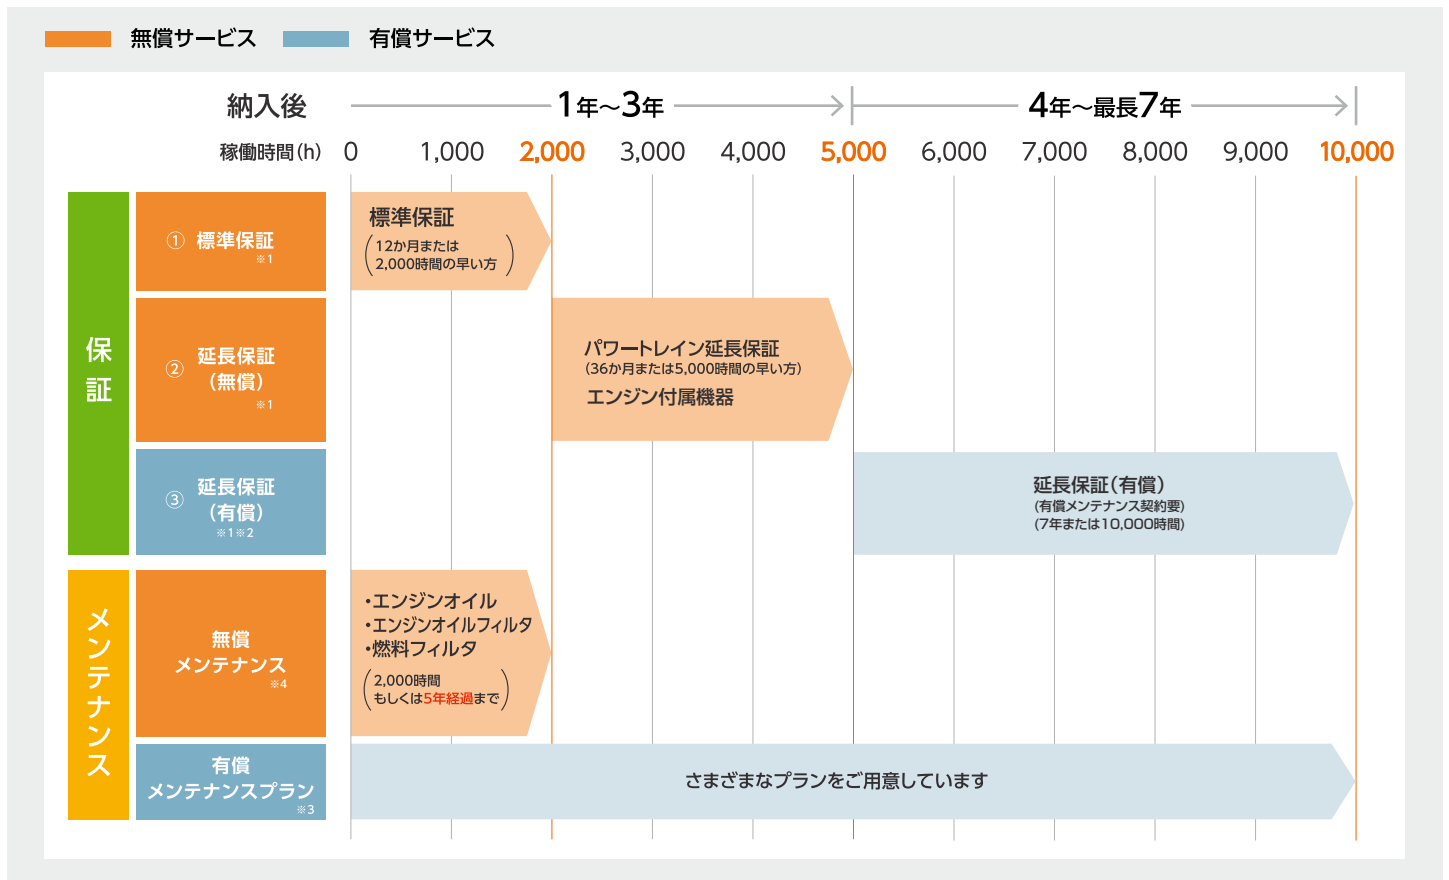 無償サービス 有償サービス
納入後 1年～3年 4年～最長7年
稼働時間(h) 0 1,000 2,000 3,000 4,000 5,000 6,000 7,000 8,000 9,000 10,000
保証
① 標準保証
※1
標準保証
(12か月または
2,000時間の早い方)
② 延長保証
(無償)
※1
パワートレイン延長保証
(36か月または5,000時間の早い方)
エンジン付属機器
③ 延長保証
(有償)
※1※2
延長保証(有償)
(有償メンテナンス契約要)
(7年または10,000時間)
メンテナンス
無償
メンテナンス
※4
・エンジンオイル
・エンジンオイルフィルタ
・燃料フィルタ
(2,000時間
もしくは5年経過まで)
有償
メンテナンスプラン
※3
さまざまなプランをご用意しています